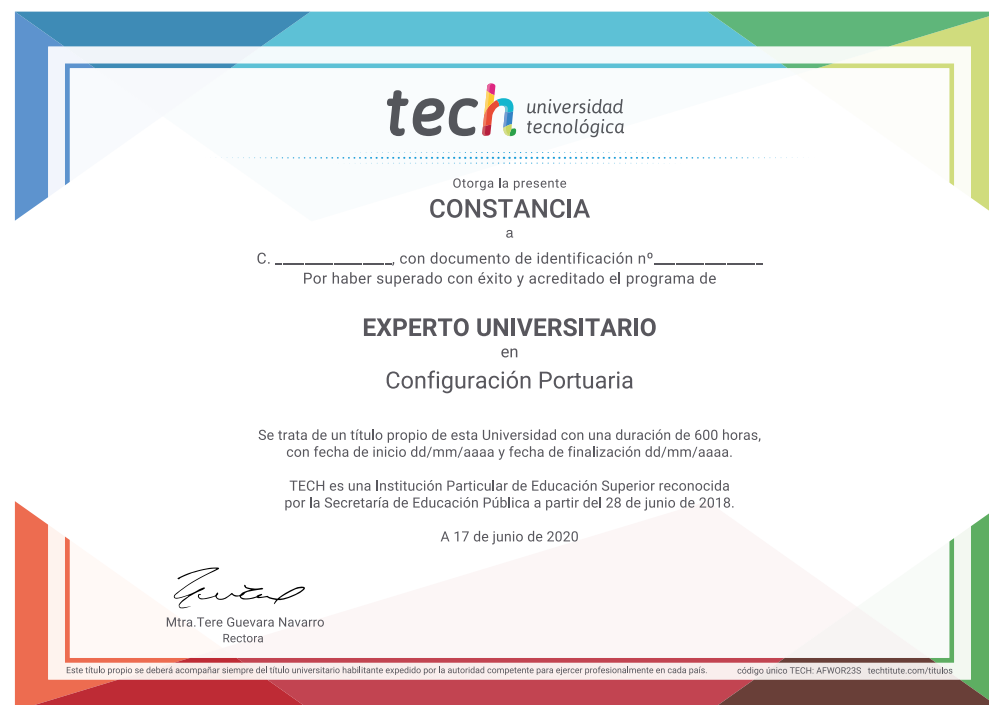 tech universidad
tecnológica
Otorga la presente
CONSTANCIA
a
C. ________________, con documento de identificación nº_______________
Por haber superado con éxito y acreditado el programa de
EXPERTO UNIVERSITARIO
en
Configuración Portuaria
Se trata de un título propio de esta Universidad con una duración de 600 horas,
con fecha de inicio dd/mm/aaaa y fecha de finalización dd/mm/aaaa.
TECH es una Institución Particular de Educación Superior reconocida
por la Secretaría de Educación Pública a partir del 28 de junio de 2018.
A 17 de junio de 2020
Mtra.Tere Guevara Navarro
Rectora
Este título propio se deberá acompañar siempre del título universitario habilitante expedido por la autoridad competente para ejercer profesionalmente en cada país. código único TECH: AFWOR23S techtitute.com/titulos